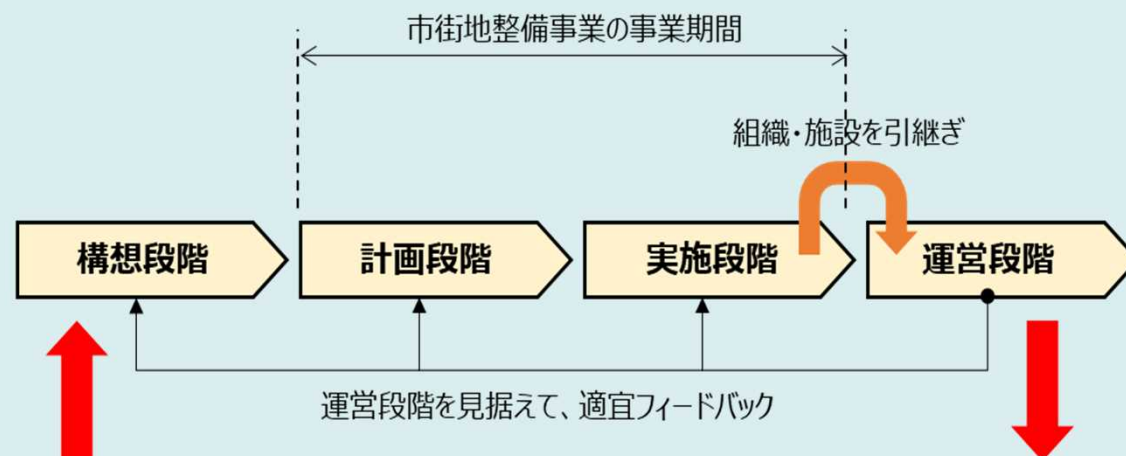 市街地整備事業の事業期間
組織・施設を引継ぎ
構想段階
計画段階
実施段階
運営段階
運営段階を見据えて、適宜フィードバック